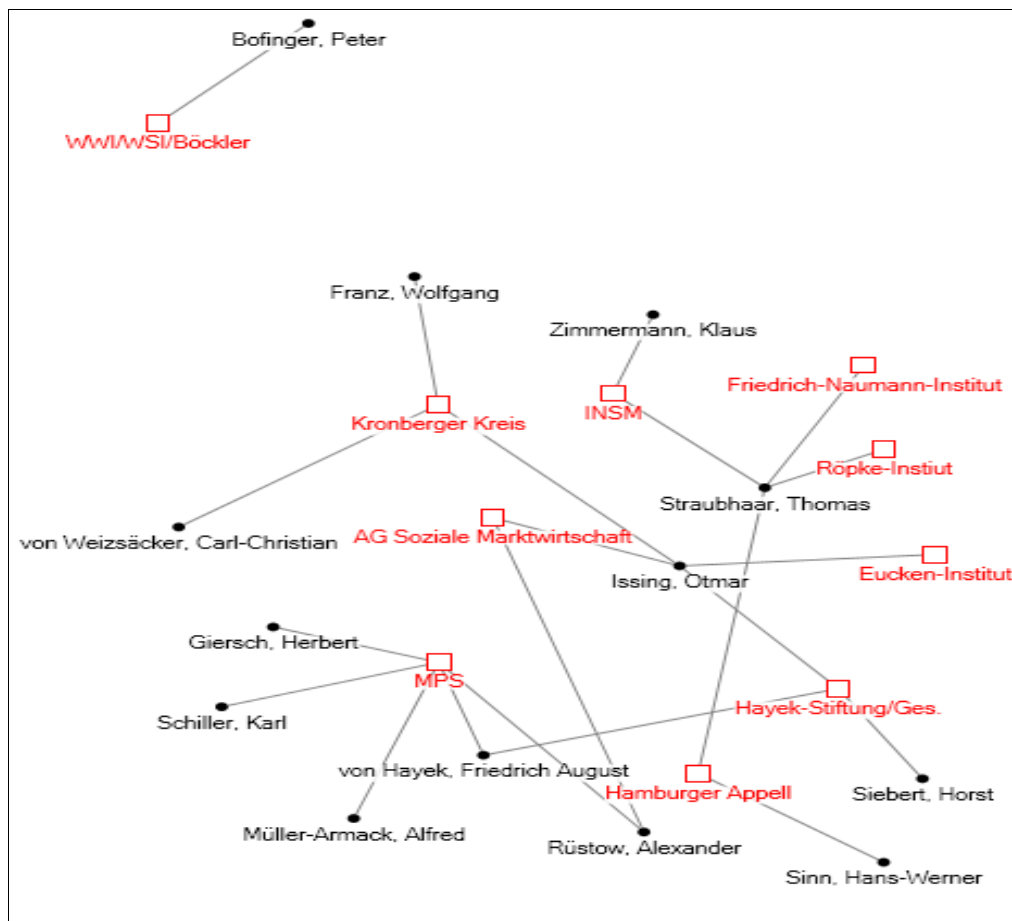 Bofinger, Peter
WWI/WSI/Böckler
Franz, Wolfgang
Zimmermann, Klaus
Friedrich-Naumann-Institut
INSM
Kronberger Kreis
Röpke-Instiut
Straubhaar, Thomas
AG Soziale Marktwirtschaft
von Weizsäcker, Carl-Christian
Issing, Otmar
Eucken-Institut
Giersch, Herbert
MPS
Hayek-Stiftung/Ges.
Schiller, Karl
von Hayek, Friedrich August
Hamburger Appell
Siebert, Horst
Müller-Armack, Alfred
Rüstow, Alexander
Sinn, Hans-Werner